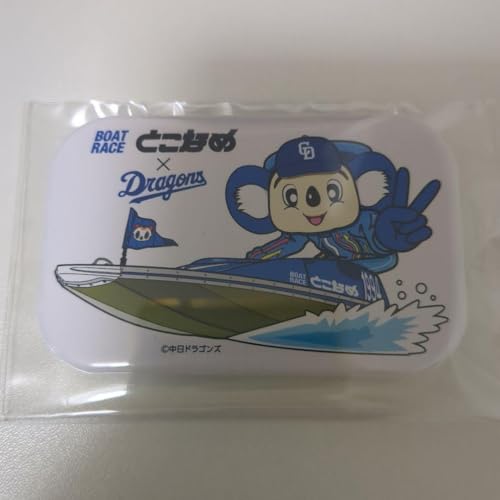 BOAT RACE とこなめ
×
Dragons
CD
BOAT RACE とこなめ 1994
©中日ドラゴンズ